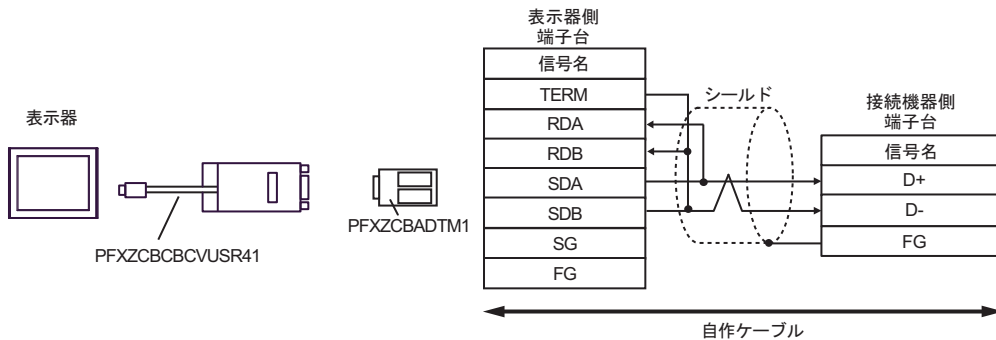 表示器
PFXZCBCBCVUSR41
PFXZCBADTM1
表示器側
端子台
信号名
TERM
RDA
RDB
SDA
SDB
SG
FG
シールド
接続機器側
端子台
信号名
D+
D-
FG
自作ケーブル